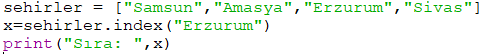 sehirler = ["Samsun","Amasya","Erzurum","Sivas"]
x=sehirler.index("Erzurum")
print("Sıra: ",x)